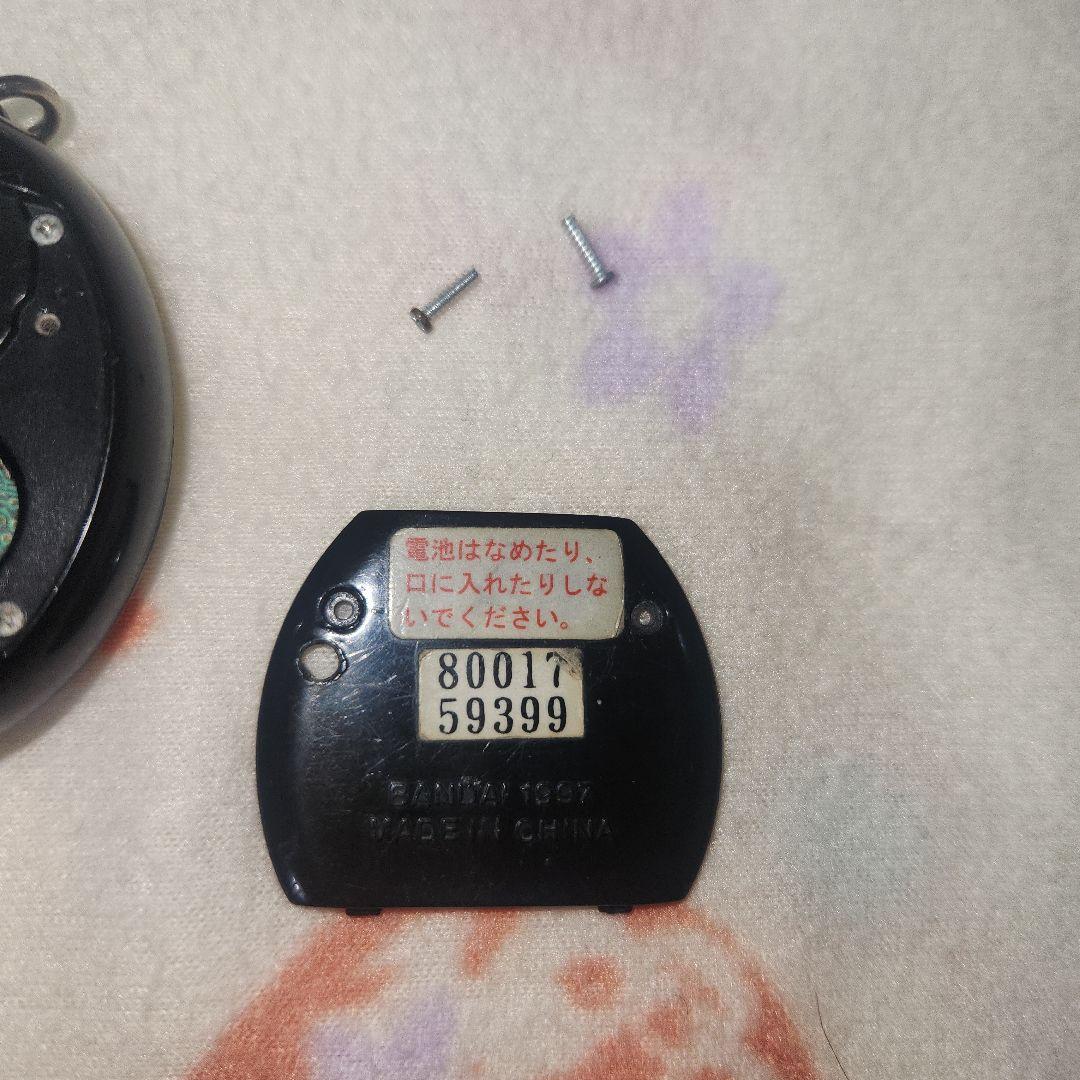 電池はなめたり、
口に入れたりしな
いでください。
80017
59399
BANDAI 1997
MADE IN CHINA